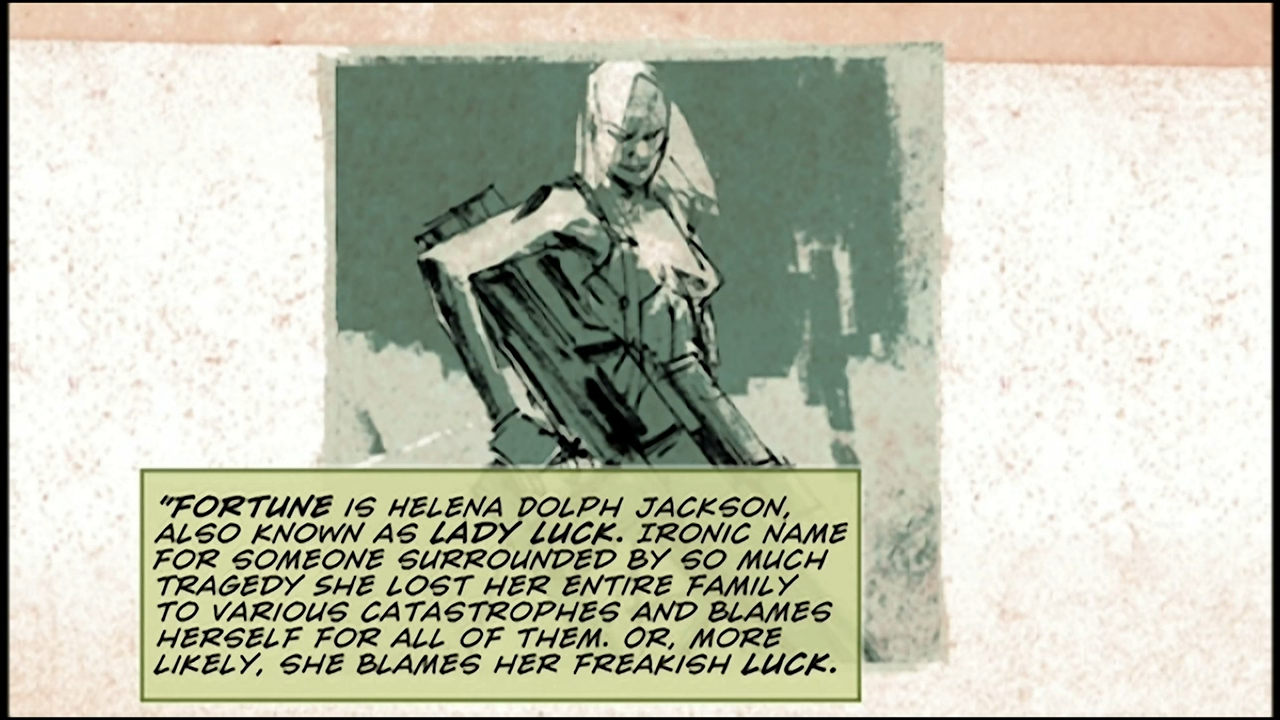 "FORTUNE IS HELENA DOLPH JACKSON,
ALSO KNOWN AS LADY LUCK. IRONIC NAME
FOR SOMEONE SURROUNDED BY SO MUCH
TRAGEDY SHE LOST HER ENTIRE FAMILY
TO VARIOUS CATASTROPHES AND BLAMES
HERSELF FOR ALL OF THEM. OR, MORE
LIKELY, SHE BLAMES HER FREAKISH LUCK.